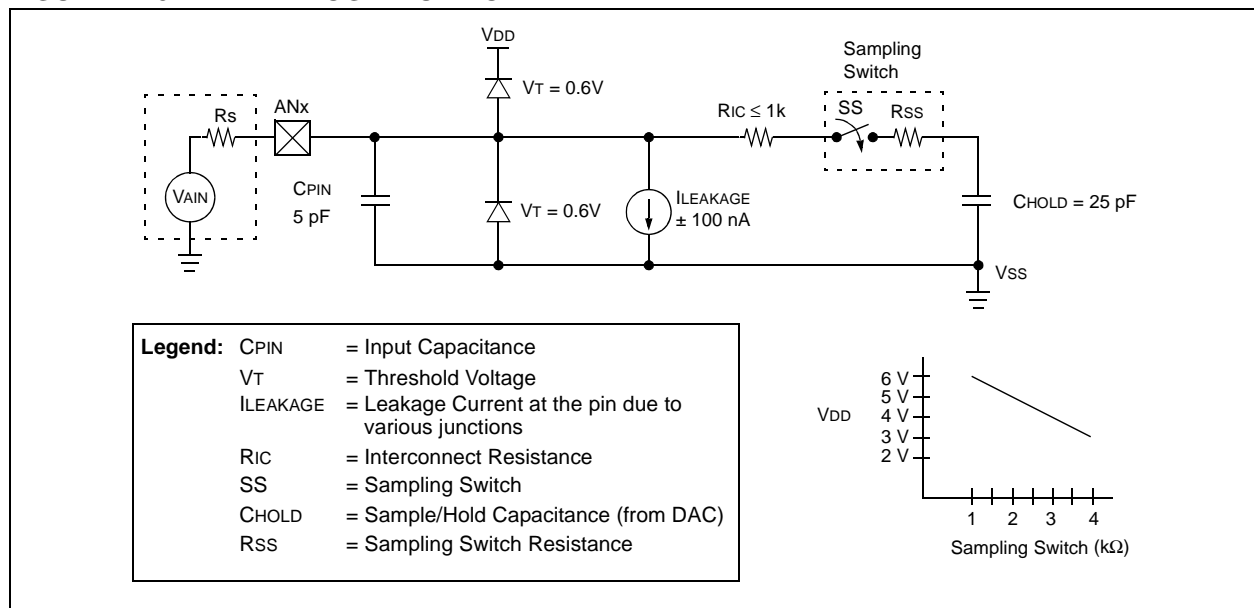 VDD
Sampling
Switch
VT = 0.6V
RIC ≤ 1k
SS
RSS
ANx
Rs
VAIN
CPIN
5 pF
VT = 0.6V
ILEAKAGE
± 100 nA
CHOLD = 25 pF
VSS
Legend: CPIN = Input Capacitance
VT = Threshold Voltage
ILEAKAGE = Leakage Current at the pin due to
various junctions
RIC = Interconnect Resistance
SS = Sampling Switch
CHOLD = Sample/Hold Capacitance (from DAC)
RSS = Sampling Switch Resistance
6 V
5 V
VDD
4 V
3 V
2 V
1 2 3 4
Sampling Switch (kΩ)